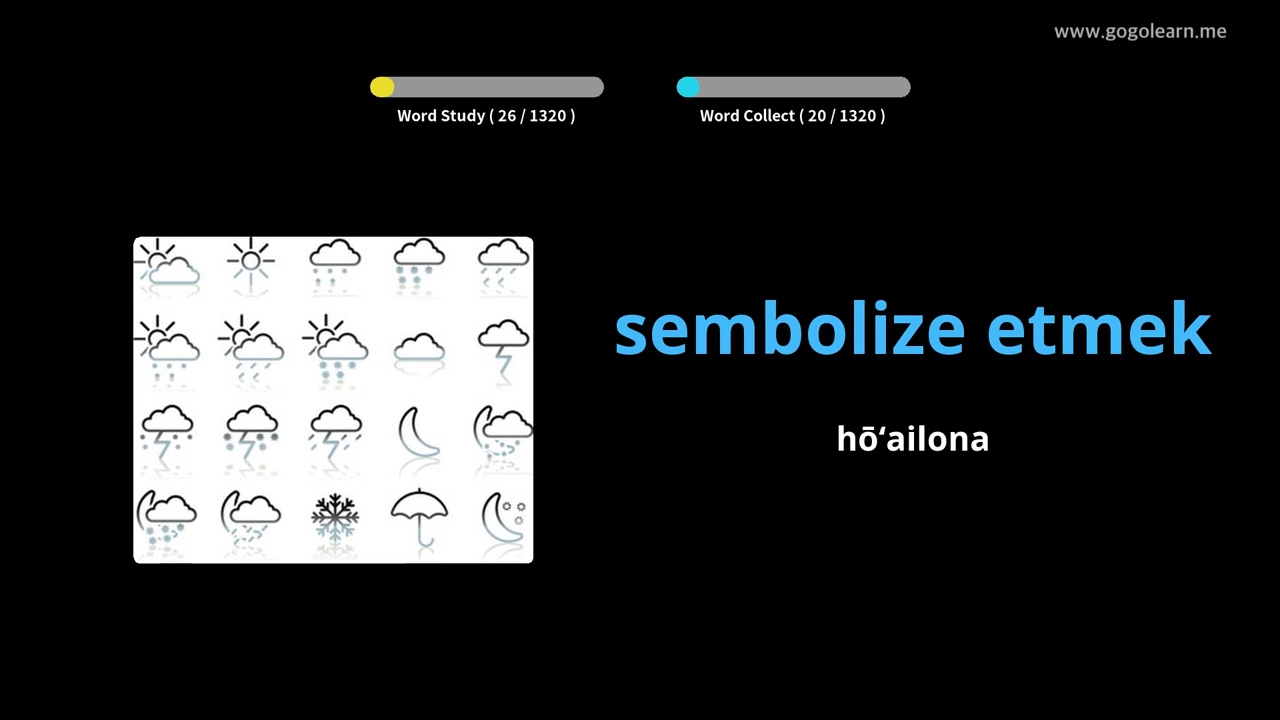 www.gogolearn.me
Word Study ( 26 / 1320 )
Word Collect ( 20 / 1320 )
sembolize etmek
hōʻailona